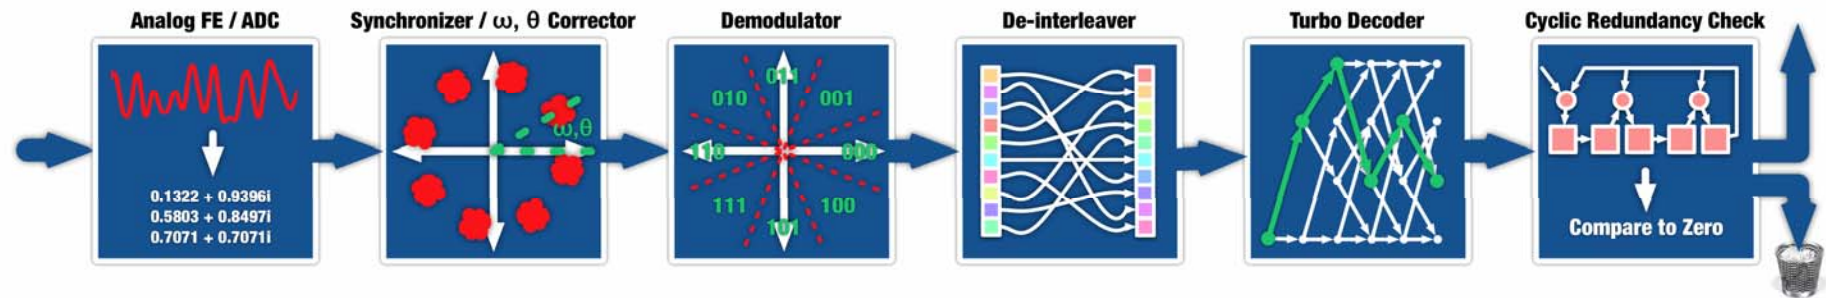 Analog FE / ADC
Synchronizer / ω, θ Corrector
Demodulator
De-interleaver
Turbo Decoder
Cyclic Redundancy Check
0.1322 + 0.9396i
0.5803 + 0.8497i
0.7071 + 0.7071i
ω,θ
011
010
001
110
000
111
100
101
Compare to Zero